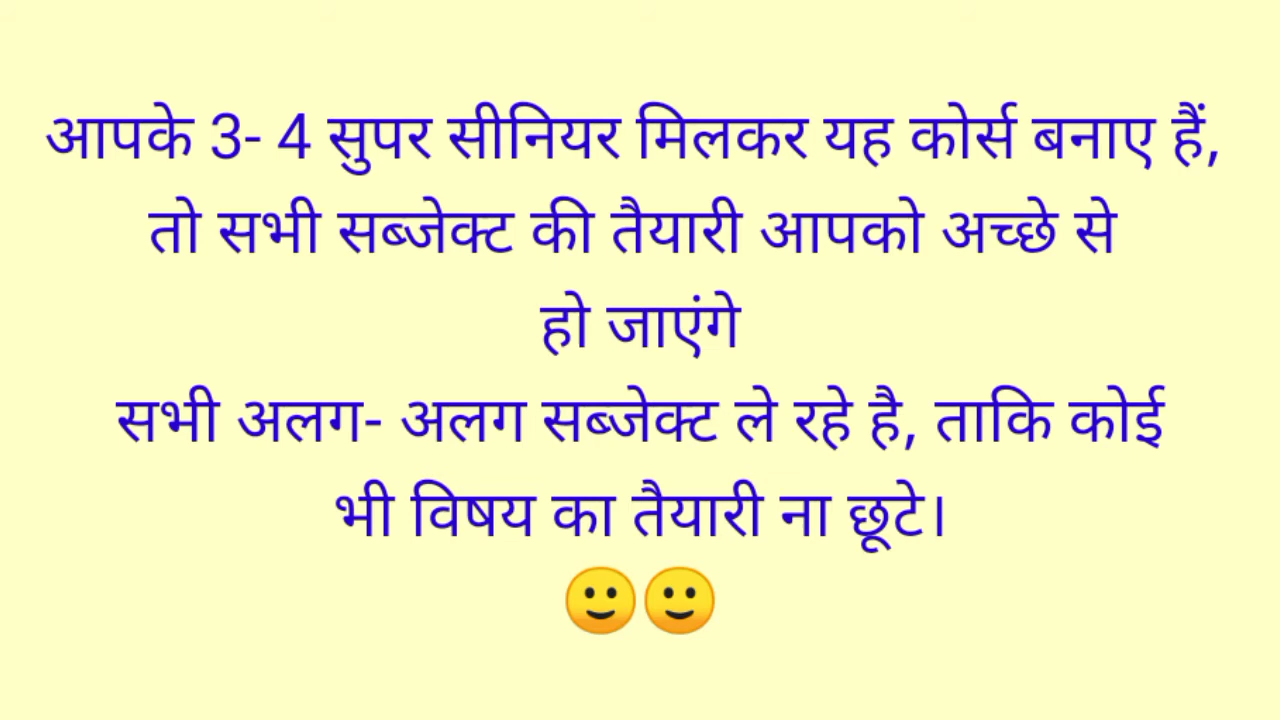 आपके 3- 4 सुपर सीनियर मिलकर यह कोर्स बनाए हैं,
तो सभी सब्जेक्ट की तैयारी आपको अच्छे से
हो जाएंगे
सभी अलग- अलग सब्जेक्ट ले रहे है, ताकि कोई
भी विषय का तैयारी ना छूटे।
🙂🙂